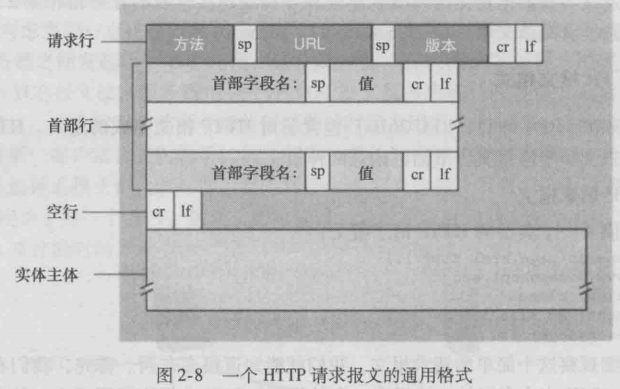 请求行 方法 sp URL sp 版本 cr lf
首部字段名: sp 值 cr lf
首部行
首部字段名: sp 值 cr lf
空行 cr lf
实体主体
图 2-8 一个 HTTP 请求报文的通用格式